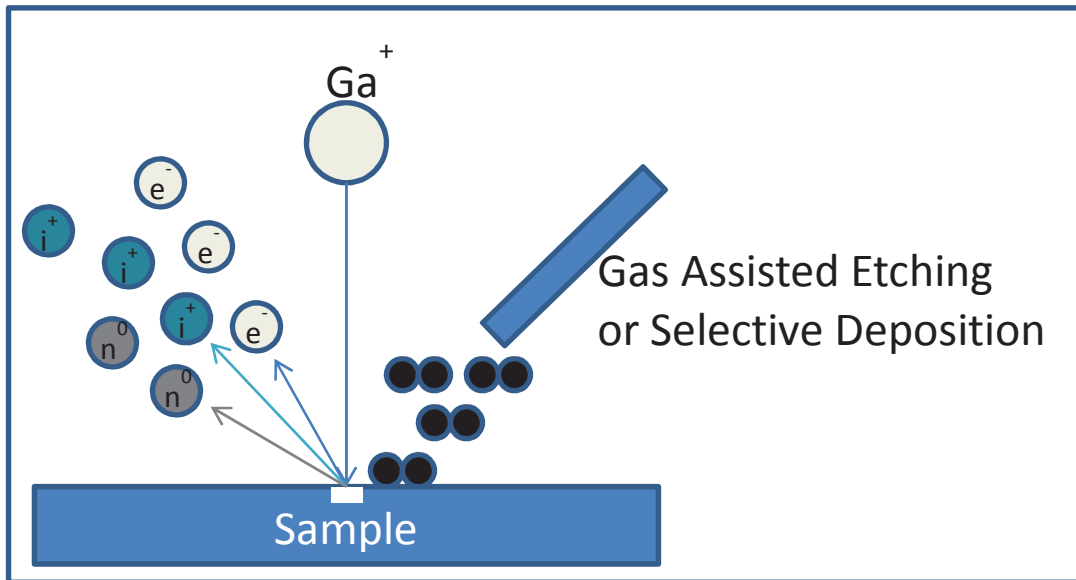 Ga+
e-
i+
e-
i+
i+
e-
n0
n0
Gas Assisted Etching
or Selective Deposition
Sample